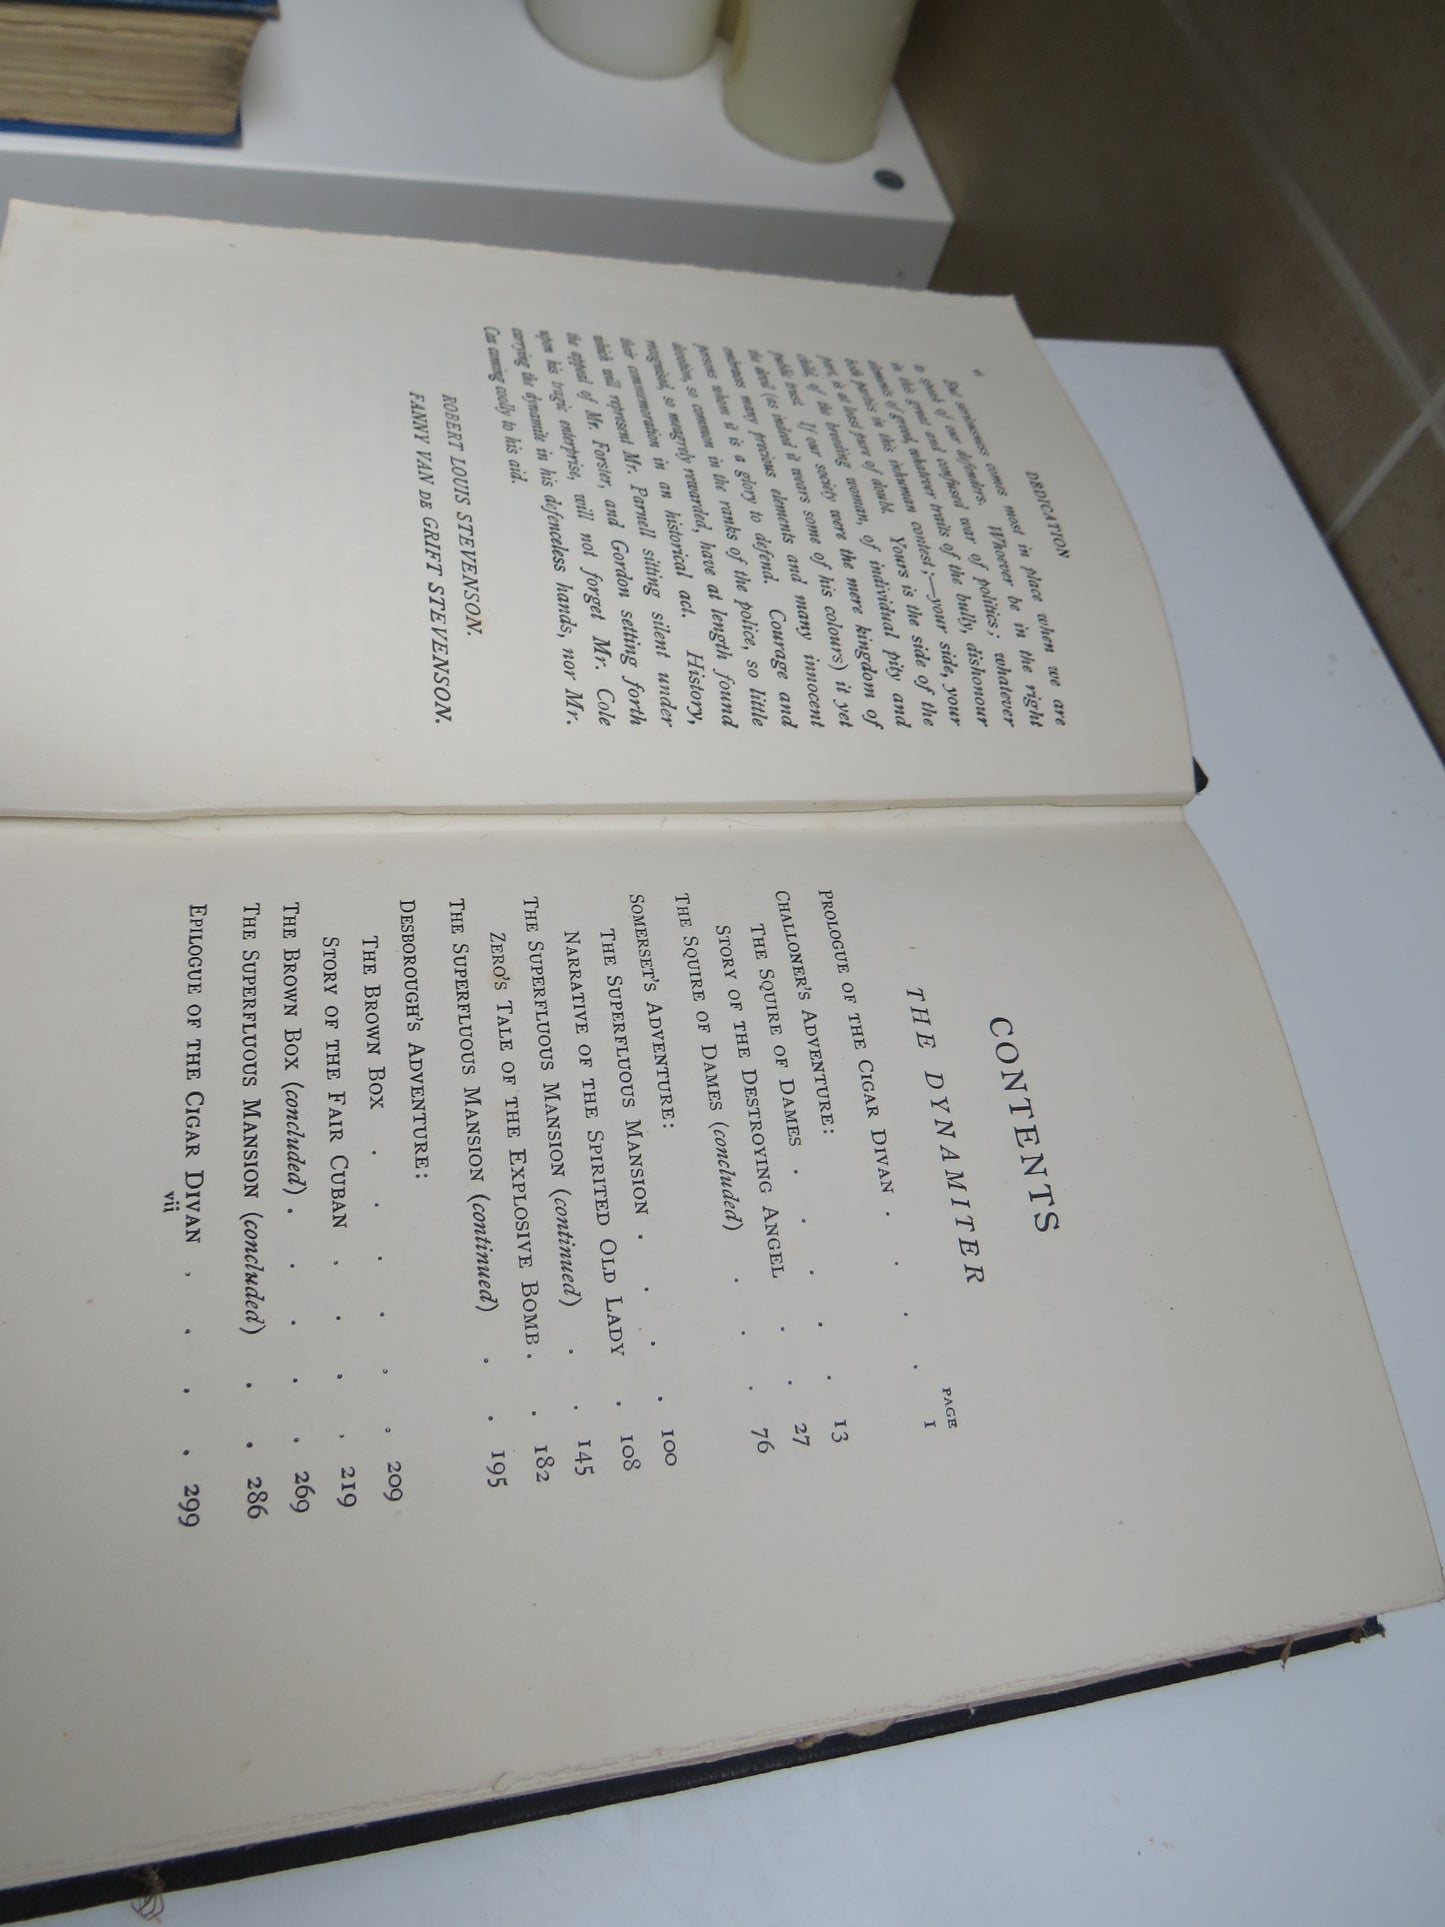 vi
DEDICATION
But seriousness comes most in place when we are
to speak of our defenders. Whoever be in the right
in this great and confused war of politics; whatever
elements of greed, whatever traits of the bully, dishonour
both parties in this inhuman contest;—your side, your
part, is at least pure of doubt. Yours is the side of the
child, of the breeding woman, of individual pity and
public trust. If our society were the mere kingdom of
the devil (as indeed it wears some of his colours) it yet
embraces many precious elements and many innocent
persons whom it is a glory to defend. Courage and
devotion, so common in the ranks of the police, so little
recognised, so meagrely rewarded, have at length found
their commemoration in an historical act. History,
which will represent Mr. Parnell sitting silent under
the appeal of Mr. Forster, and Gordon setting forth
upon his tragic enterprise, will not forget Mr. Cole
carrying the dynamite in his defenceless hands, nor Mr.
Cox coming coolly to his aid.
ROBERT LOUIS STEVENSON.
FANNY VAN DE GRIFT STEVENSON.
CONTENTS
THE DYNAMITER
PAGE
PROLOGUE OF THE CIGAR DIVAN . . . . 1
CHALLONER'S ADVENTURE:
THE SQUIRE OF DAMES . . . . . 13
STORY OF THE DESTROYING ANGEL . . 27
THE SQUIRE OF DAMES (concluded) . . . 76
SOMERSET'S ADVENTURE:
THE SUPERFLUOUS MANSION . . . . 100
NARRATIVE OF THE SPIRITED OLD LADY . 108
THE SUPERFLUOUS MANSION (continued) . . 145
ZERO'S TALE OF THE EXPLOSIVE BOMB . . 182
THE SUPERFLUOUS MANSION (continued) . . 195
DESBOROUGH'S ADVENTURE:
THE BROWN BOX . . . . . . 209
STORY OF THE FAIR CUBAN . . . . 219
THE BROWN BOX (concluded) . . . . . 269
THE SUPERFLUOUS MANSION (concluded) . . 286
EPILOGUE OF THE CIGAR DIVAN . . . . 299
vii